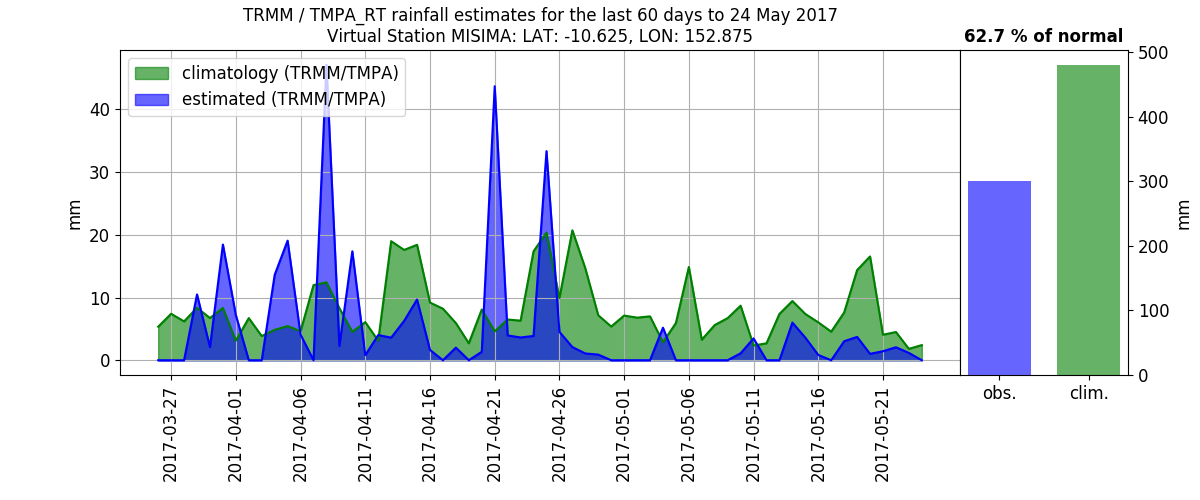 TRMM / TMPA_RT rainfall estimates for the last 60 days to 24 May 2017
Virtual Station MISIMA: LAT: -10.625, LON: 152.875
62.7 % of normal
climatology (TRMM/TMPA)
estimated (TRMM/TMPA)
mm
40
30
20
10
0
2017-03-27
2017-04-01
2017-04-06
2017-04-11
2017-04-16
2017-04-21
2017-04-26
2017-05-01
2017-05-06
2017-05-11
2017-05-16
2017-05-21
500
400
300
200
100
0
mm
obs.
clim.